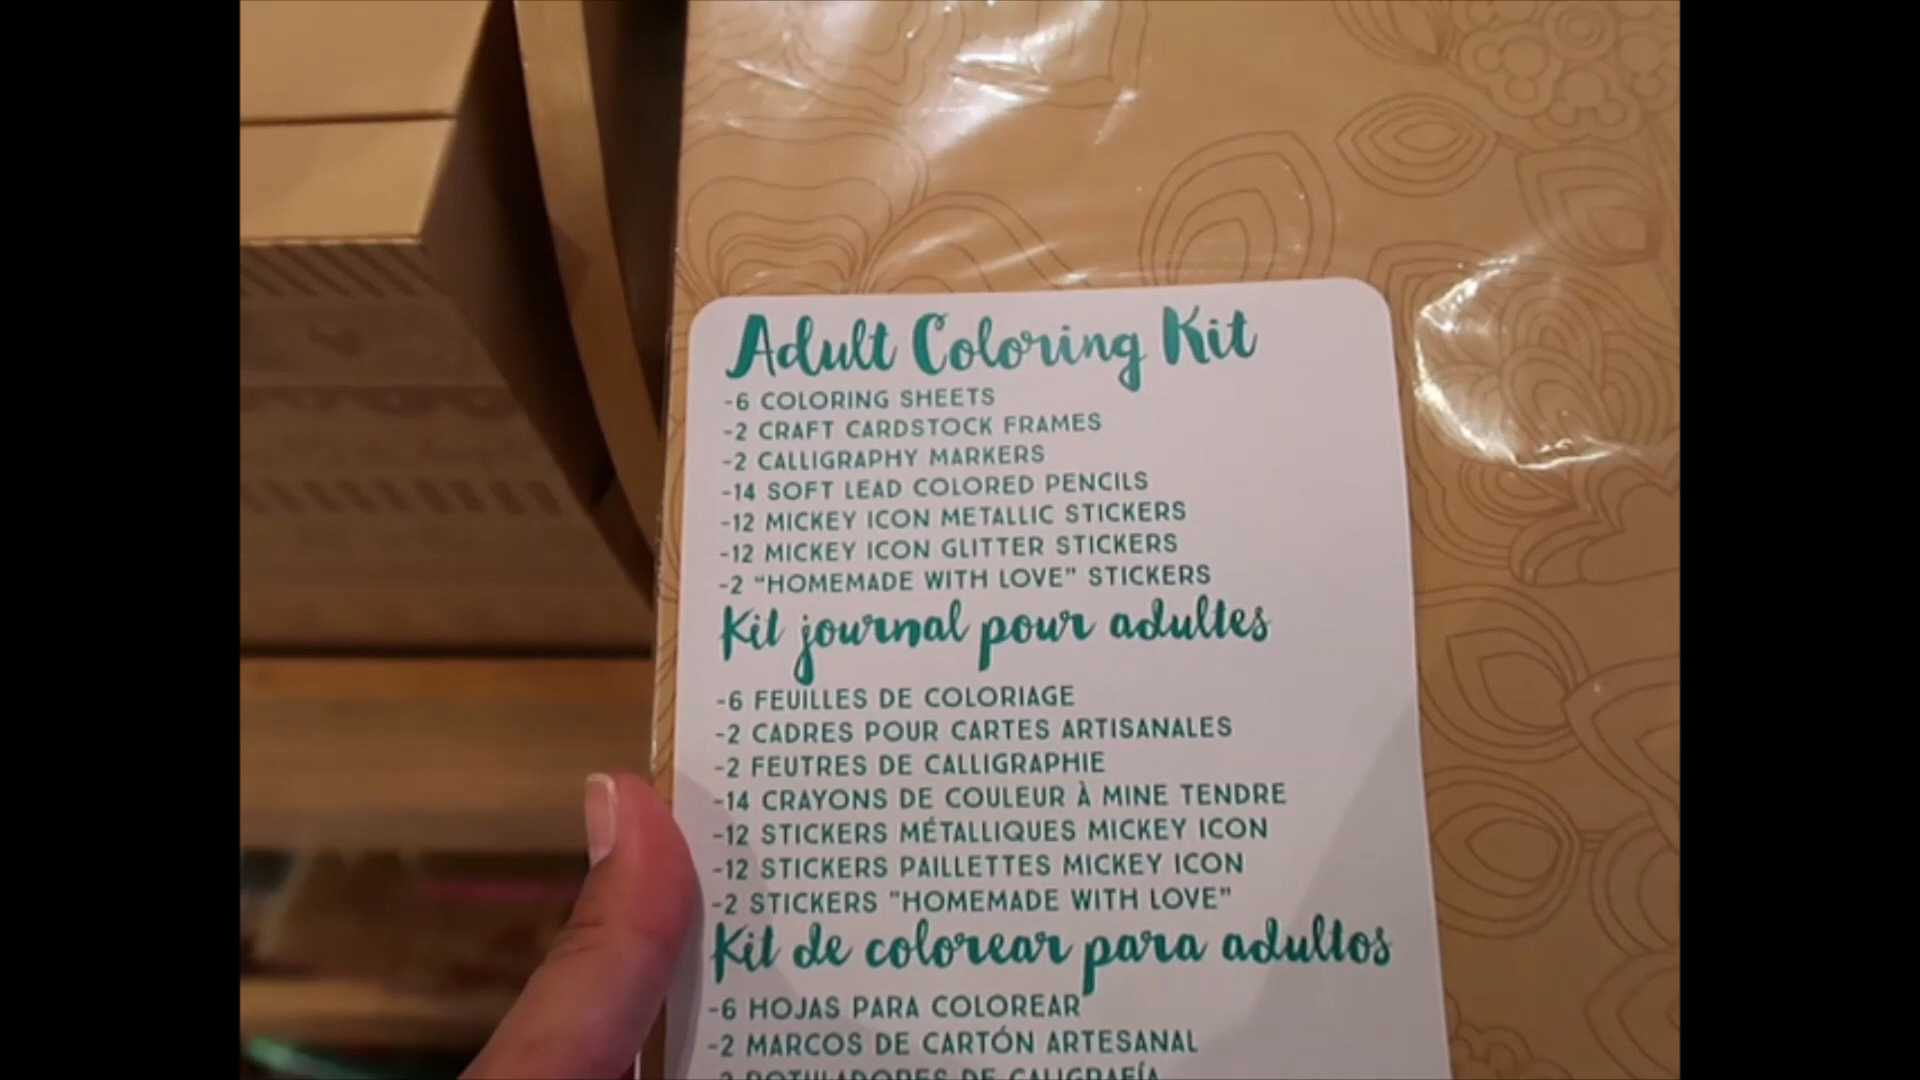 Adult Coloring Kit
-6 COLORING SHEETS
-2 CRAFT CARDSTOCK FRAMES
-2 CALLIGRAPHY MARKERS
-14 SOFT LEAD COLORED PENCILS
-12 MICKEY ICON METALLIC STICKERS
-12 MICKEY ICON GLITTER STICKERS
-2 “HOMEMADE WITH LOVE” STICKERS
Kit journal pour adultes
-6 FEUILLES DE COLORIAGE
-2 CADRES POUR CARTES ARTISANALES
-2 FEUTRES DE CALLIGRAPHIE
-14 CRAYONS DE COULEUR À MINE TENDRE
-12 STICKERS MÉTALLIQUES MICKEY ICON
-12 STICKERS PAILLETTES MICKEY ICON
-2 STICKERS "HOMEMADE WITH LOVE"
Kit de colorear para adultos
-6 HOJAS PARA COLOREAR
-2 MARCOS DE CARTÓN ARTESANAL
-2 ROTULADORES DE CALIGRAFÍA